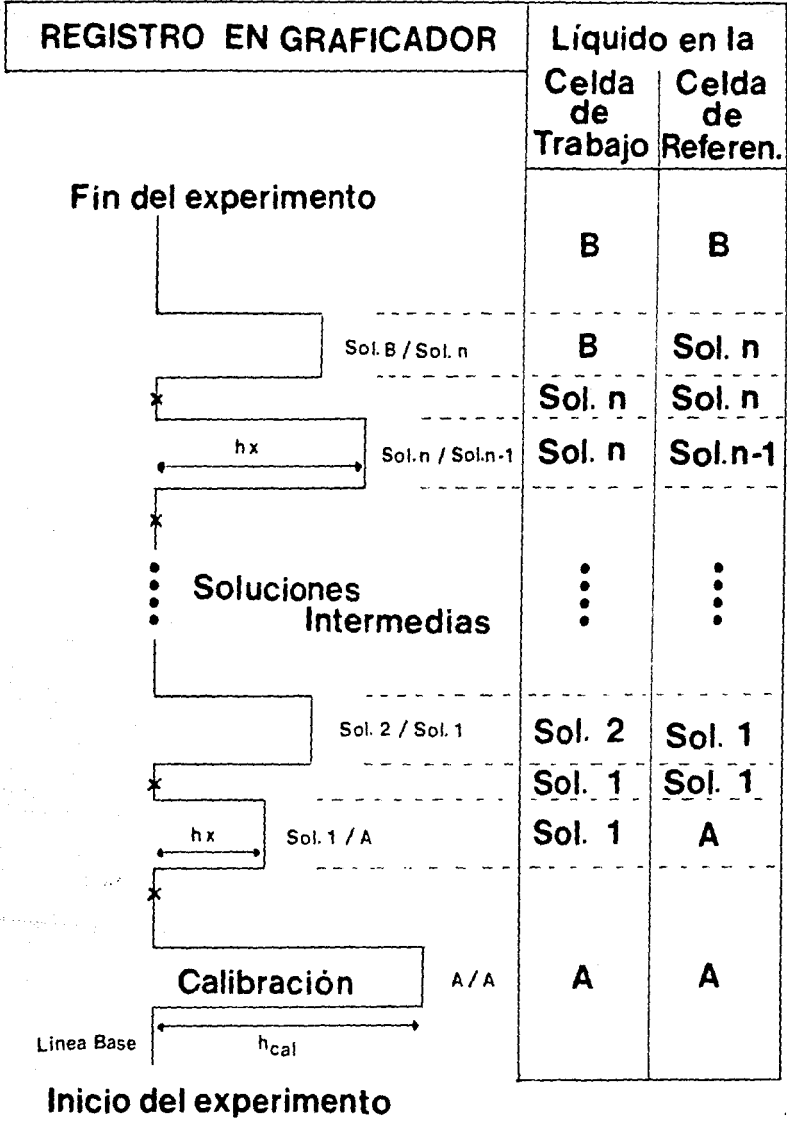 REGISTRO EN GRAFICADOR
Líquido en la
Celda de Trabajo
Celda de Referen.
Fin del experimento
B B
Sol. B / Sol. n B Sol. n
Sol. n Sol. n
hx Sol.n / Sol.n-1 Sol. n Sol.n-1
Soluciones
Intermedias
Sol. 2 / Sol. 1 Sol. 2 Sol. 1
Sol. 1 Sol. 1
hx Sol. 1 / A Sol. 1 A
Calibración A / A A A
Linea Base hcal
Inicio del experimento